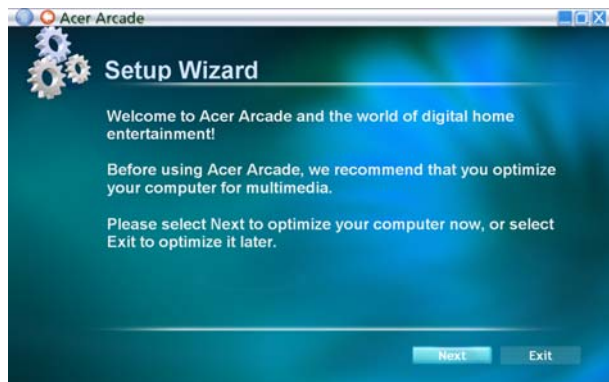 Acer Arcade
Setup Wizard
Welcome to Acer Arcade and the world of digital home
entertainment!
Before using Acer Arcade, we recommend that you optimize
your computer for multimedia.
Please select Next to optimize your computer now, or select
Exit to optimize it later.
Next Exit